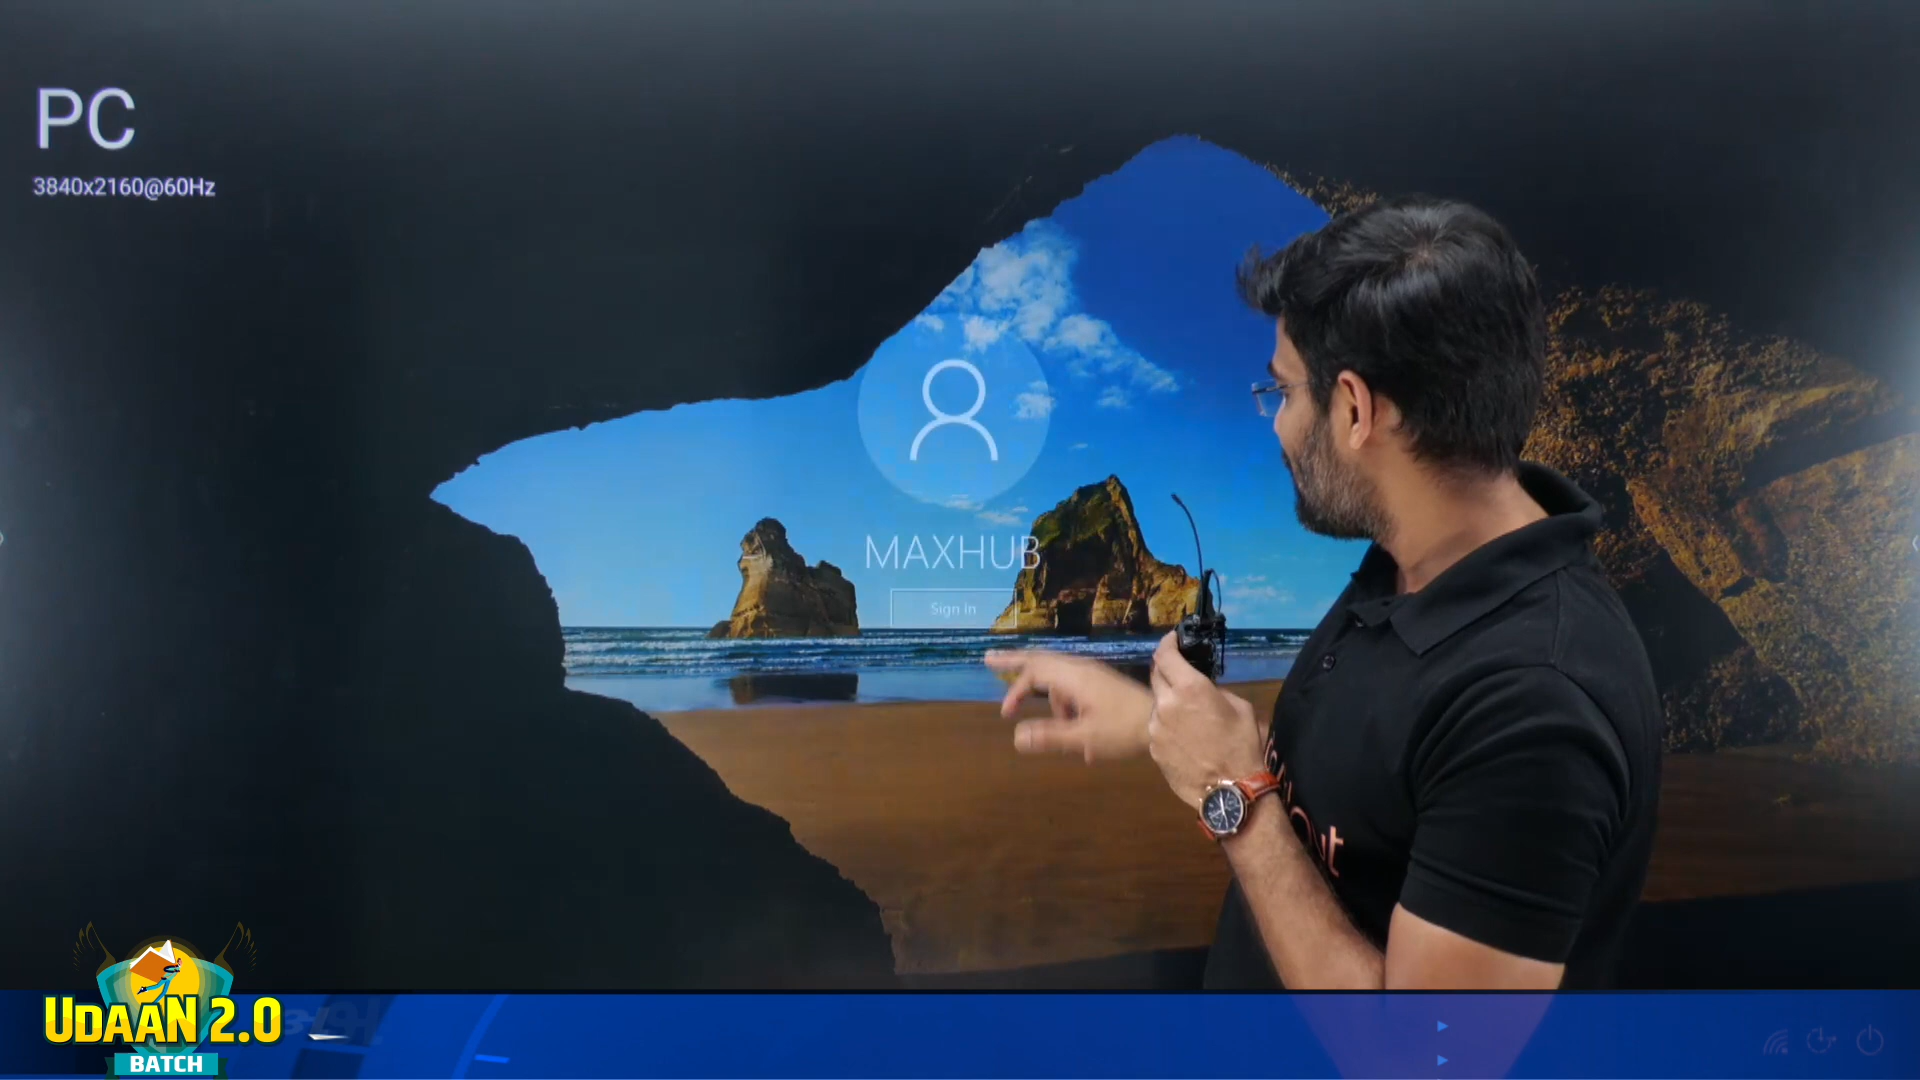 PC
3840x2160@60Hz
MAXHUB
Sign in
UDAAN 2.0
BATCH